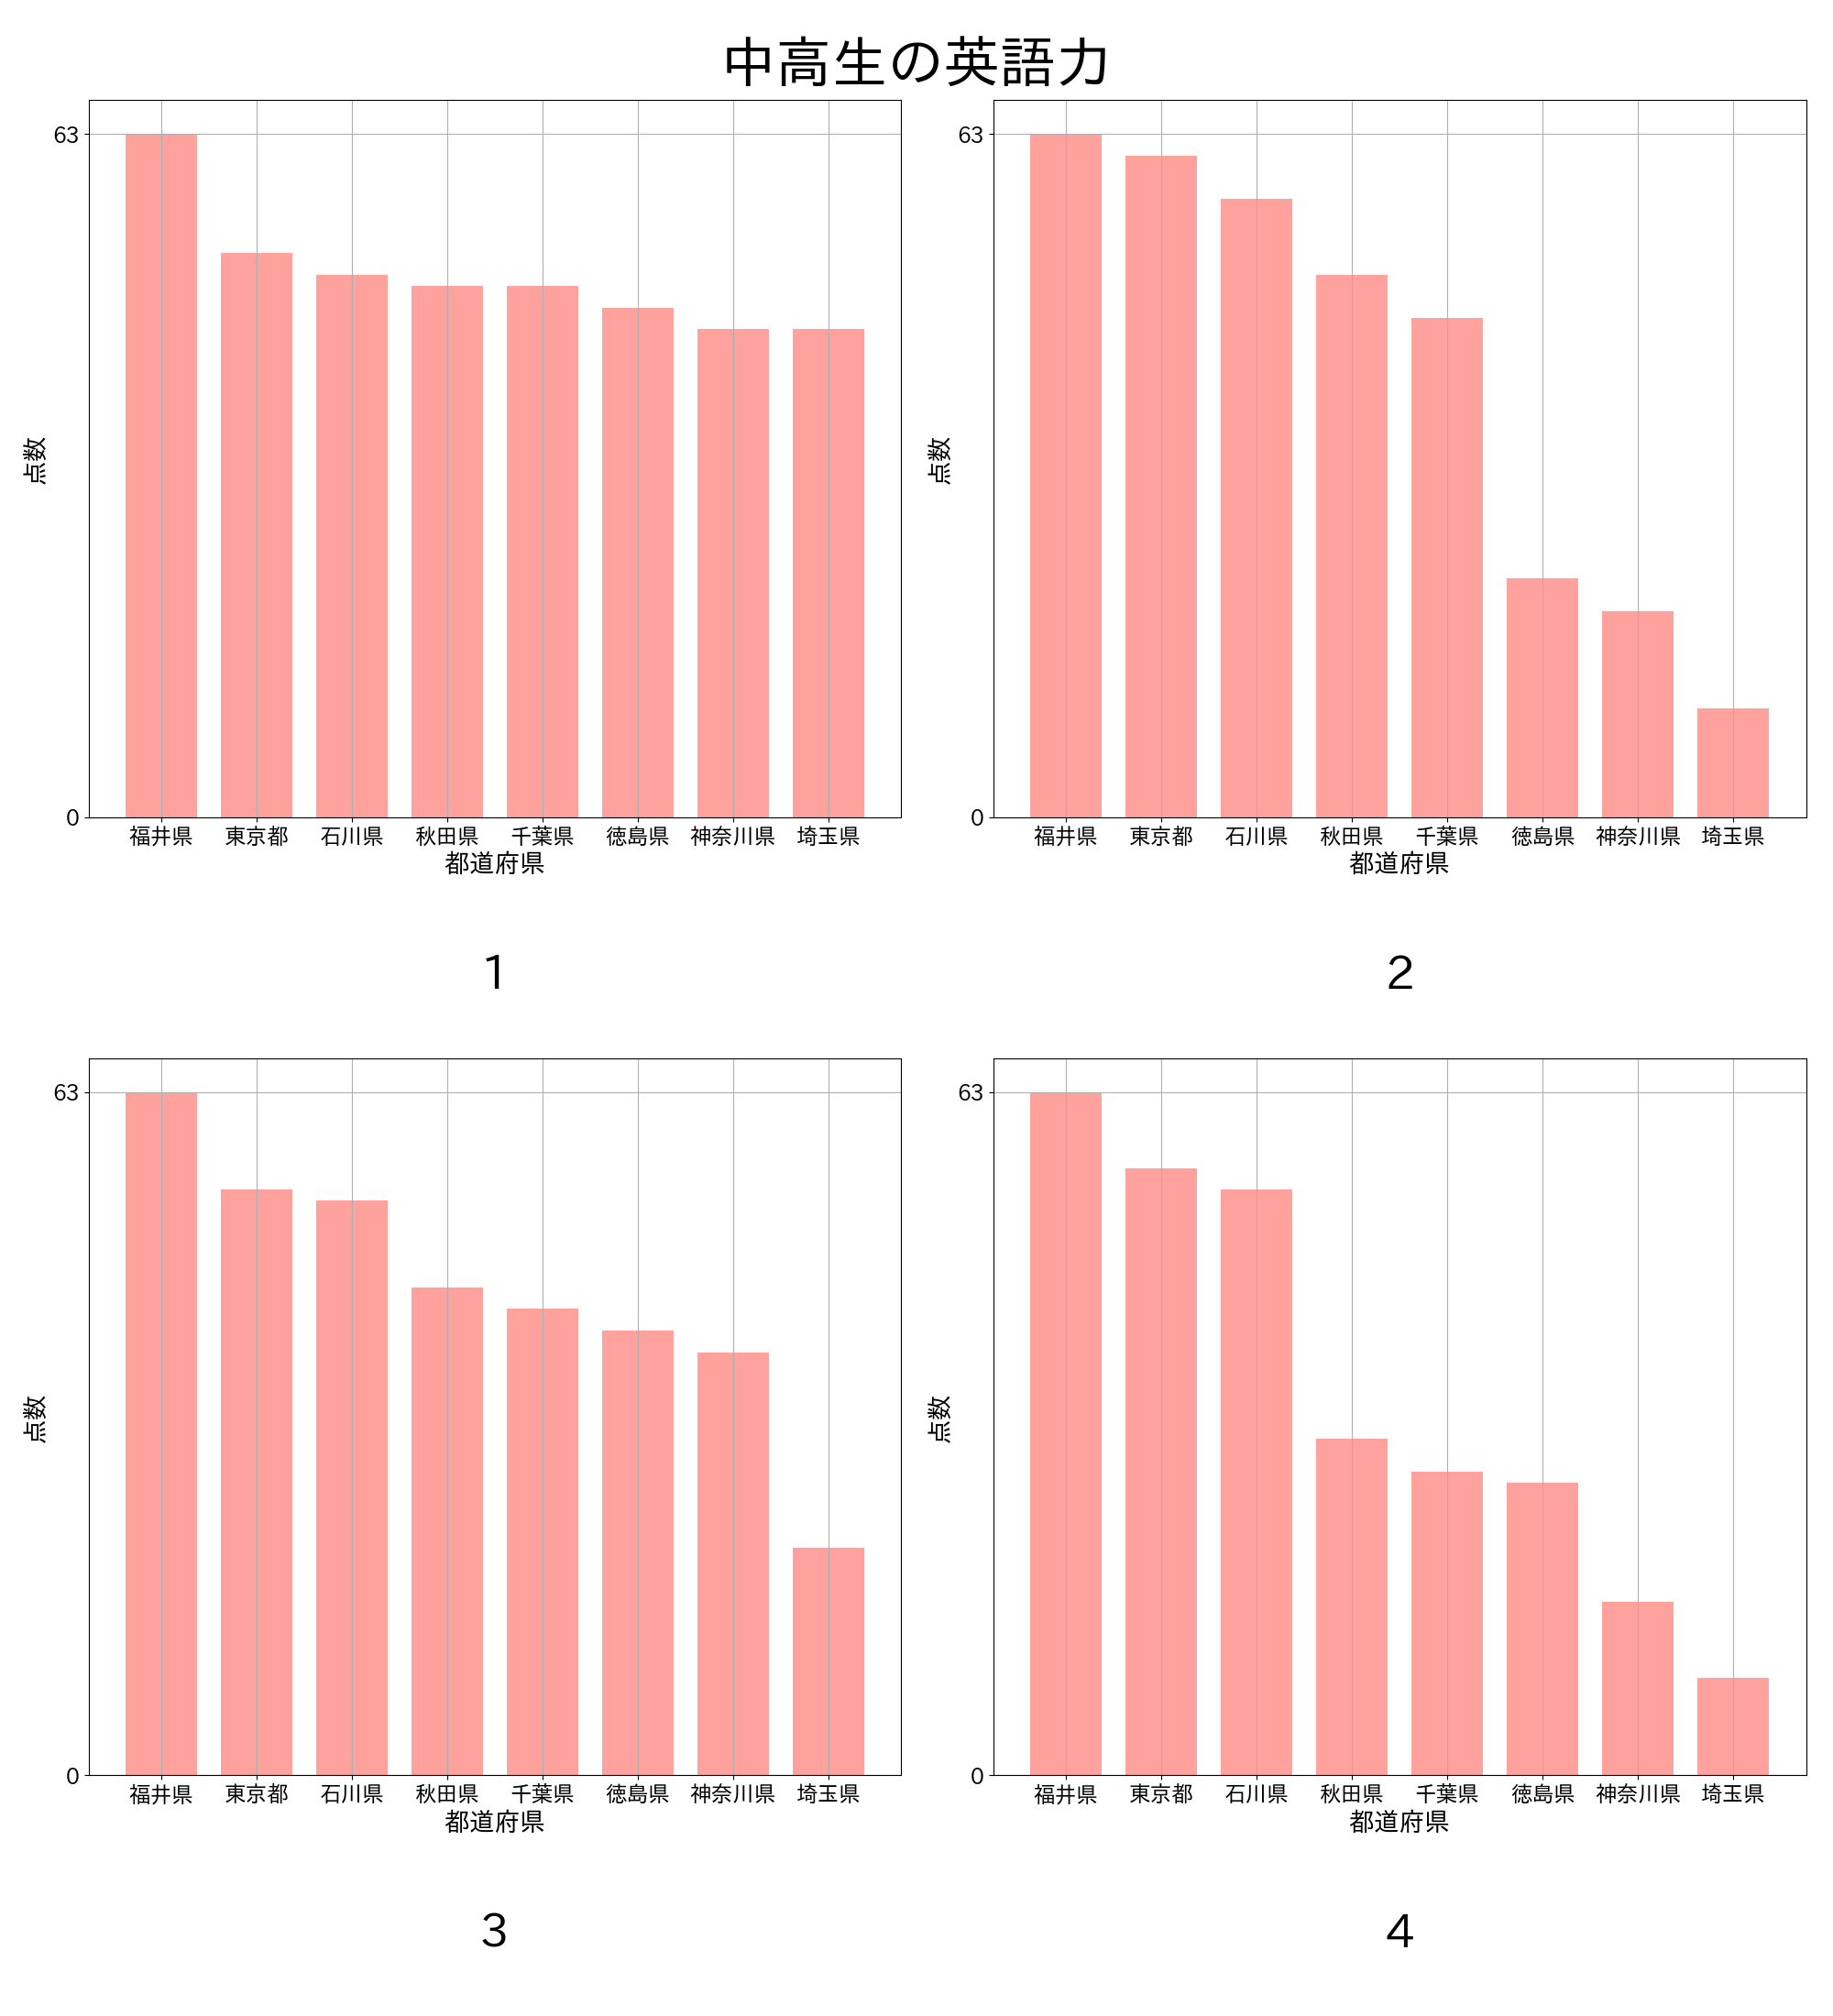 中高生の英語力
63
点数
0
福井県 東京都 石川県 秋田県 千葉県 徳島県 神奈川県 埼玉県
都道府県
1
63
点数
0
福井県 東京都 石川県 秋田県 千葉県 徳島県 神奈川県 埼玉県
都道府県
2
63
点数
0
福井県 東京都 石川県 秋田県 千葉県 徳島県 神奈川県 埼玉県
都道府県
3
63
点数
0
福井県 東京都 石川県 秋田県 千葉県 徳島県 神奈川県 埼玉県
都道府県
4